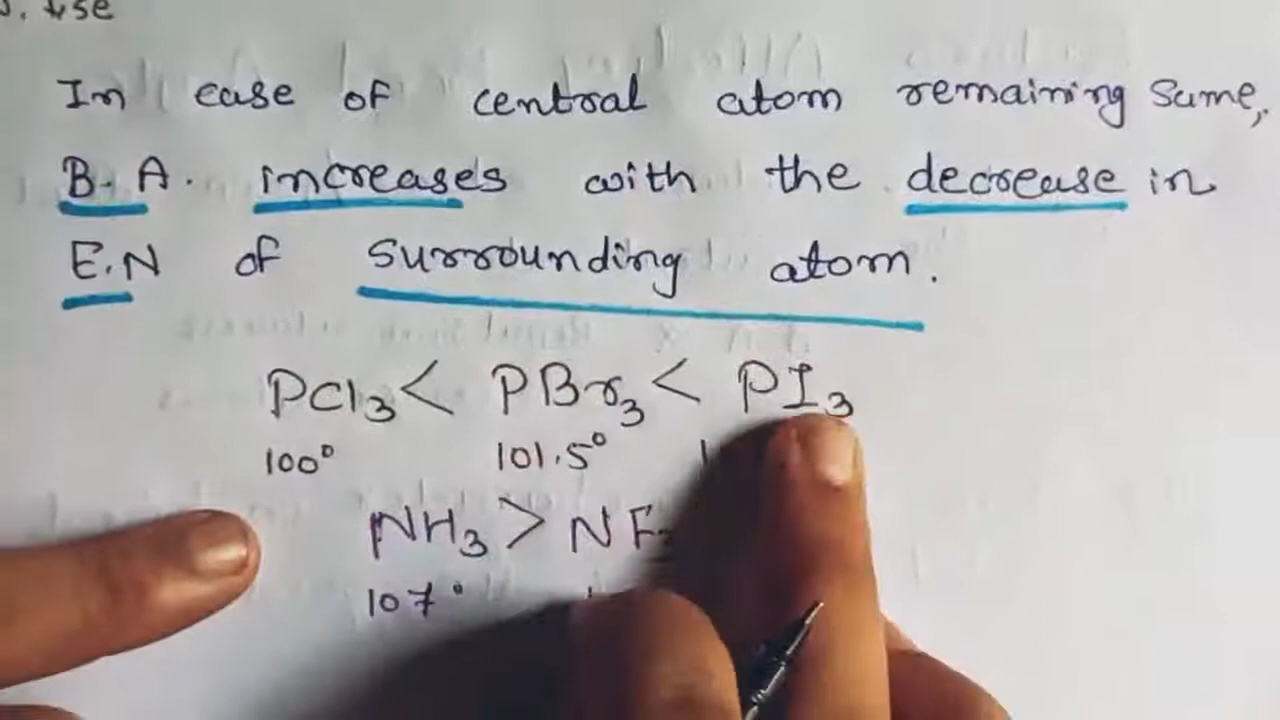 In case of central atom remaining same,
B.A. increases with the decrease in
E.N of surrounding atom.
PCl3 < PBr3 < PI3
100° 101.5°
NH3 > NF3
107°